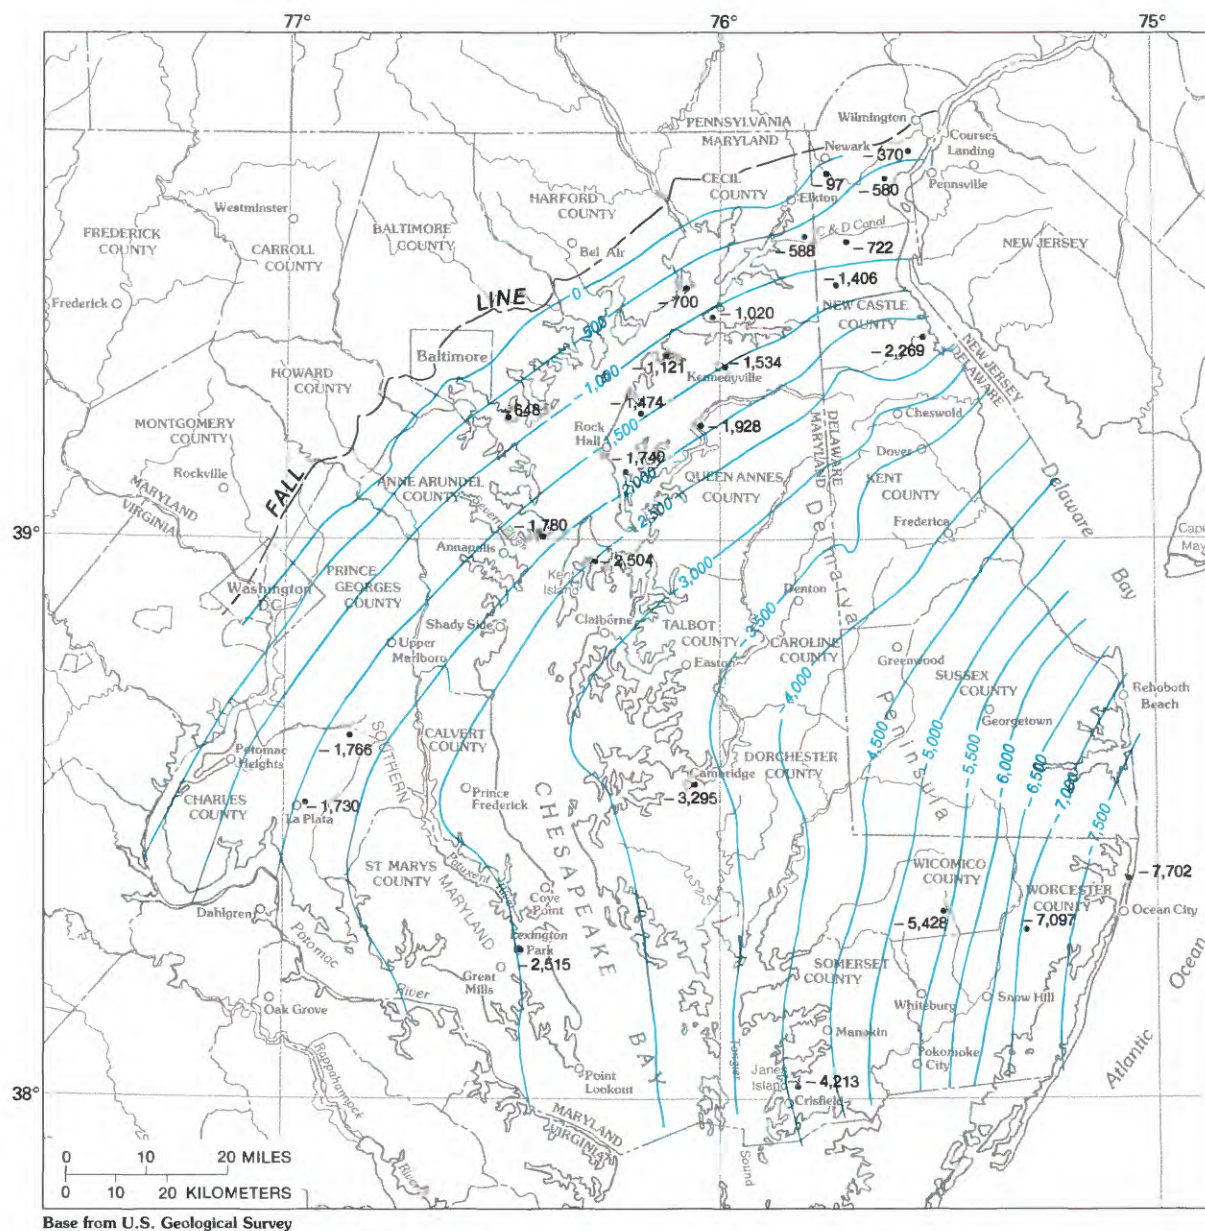 77°
76°
75°
Wilmington
PENNSYLVANIA
MARYLAND
Courses
Landing
Newark
- 370
- 97
- 580
Pennsville
CECIL
COUNTY
Elkton
HARFORD
COUNTY
Westminster
BALTIMORE
COUNTY
FREDERICK
COUNTY
CARROLL
COUNTY
Bel Air
C & D Canal
- 588
- 722
NEW JERSEY
- 1,406
Frederick
LINE
0
- 700
- 500
- 1,020
NEW CASTLE
COUNTY
Baltimore
- 1,121
- 1,534
Kennedyville
- 2,269
NEW JERSEY
DELAWARE
HOWARD
COUNTY
- 1,000
- 1,474
648
MONTGOMERY
COUNTY
Rock
Hall
- 1,500
- 1,928
Cheswold
DELAWARE
MARYLAND
Rockville
- 1,740
- 2,000
QUEEN ANNES
COUNTY
Dover
KENT
COUNTY
Delaware
Bay
MARYLAND
VIRGINIA
FALL
ANNE ARUNDEL
COUNTY
Severn River
- 2,500
Delmarva
Peninsula
Frederica
Cape
May
39°
- 1,780
Annapolis
- 2,504
Kent
Island
- 3,000
Washington
D.C.
PRINCE
GEORGES
COUNTY
Denton
Shady Side
Claiborne
TALBOT
COUNTY
- 3,500
CAROLINE
COUNTY
Upper
Marlboro
Easton
Greenwood
- 4,000
SUSSEX
COUNTY
Rehoboth
Beach
Georgetown
- 4,500
- 5,000
- 5,500
- 6,000
- 6,500
- 7,000
- 7,500
- 1,766
SOUTHERN
MARYLAND
CALVERT
COUNTY
Potomac
Heights
DORCHESTER
COUNTY
Cambridge
- 3,295
CHARLES
COUNTY
- 1,730
La Plata
Prince
Frederick
CHESAPEAKE
BAY
ST MARYS
COUNTY
Patuxent River
WICOMICO
COUNTY
- 7,702
WORCESTER
COUNTY
Ocean City
Dahlgren
Cove
Point
- 5,428
- 7,097
Potomac
River
Lexington
Park
- 2,515
Great
Mills
SOMERSET
COUNTY
Atlantic
Ocean
Oak Grove
Whiteburg
Snow Hill
Manokin
Rappahannock
River
Tangier
Sound
Pokomoke
City
Janes
Island
- 4,213
Point
Lookout
Crisfield
38°
MARYLAND
VIRGINIA
0 10 20 MILES
0 10 20 KILOMETERS
Base from U.S. Geological Survey